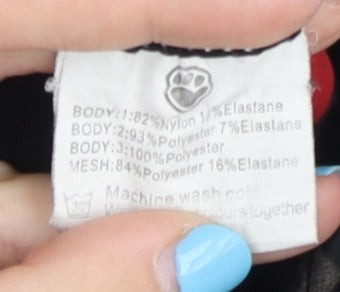 BODY:1:82%Nylon 18%Elastane
BODY:2:93%Polyester 7%Elastane
BODY:3:100%Polyester
MESH:84%Polyester 16%Elastane
30°
Machine wash cold
colours together